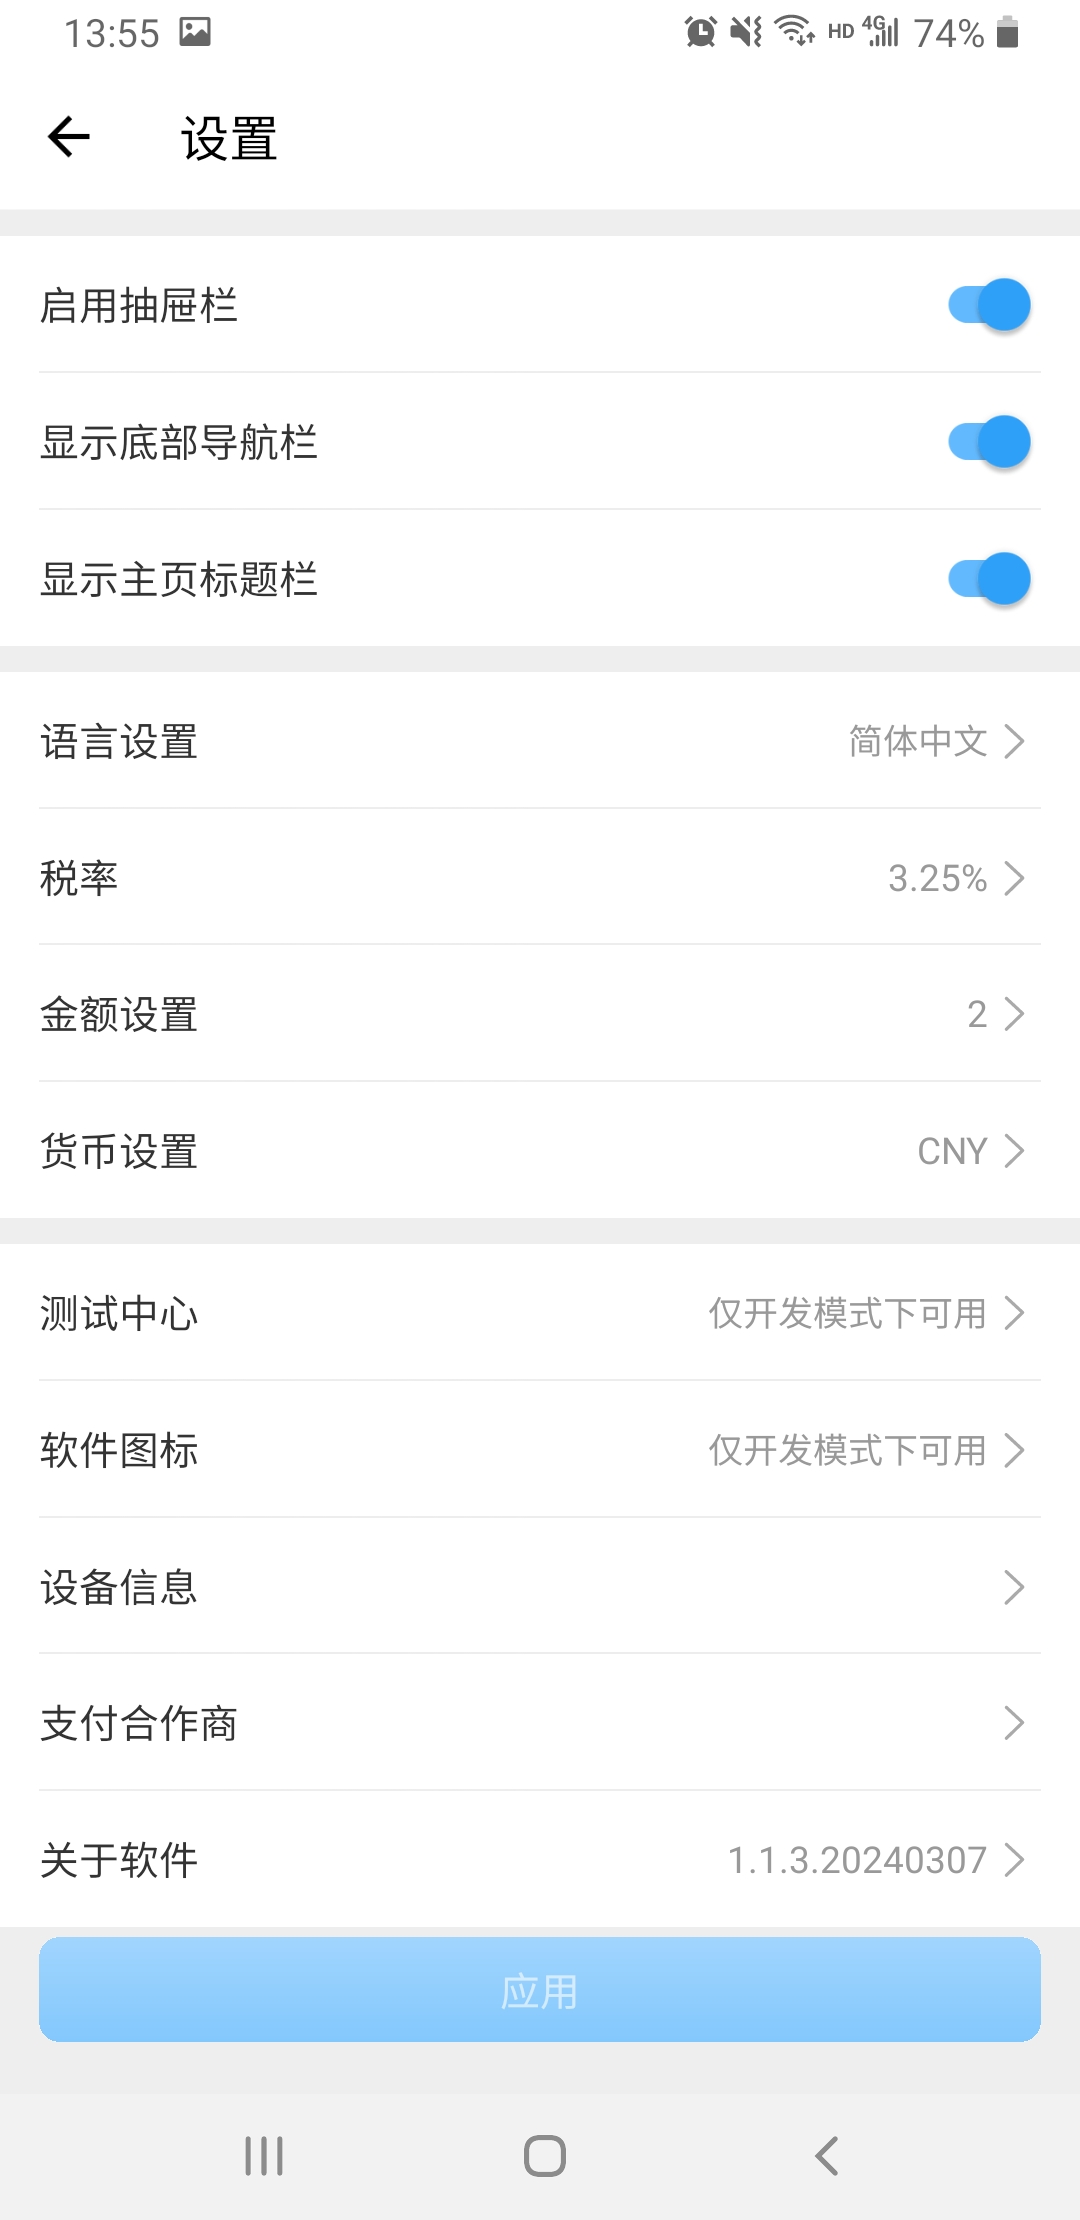 13:55 HD 4G 74%
设置
启用抽屉栏
显示底部导航栏
显示主页标题栏
语言设置 简体中文
税率 3.25%
金额设置 2
货币设置 CNY
测试中心 仅开发模式下可用
软件图标 仅开发模式下可用
设备信息
支付合作商
关于软件 1.1.3.20240307
应用